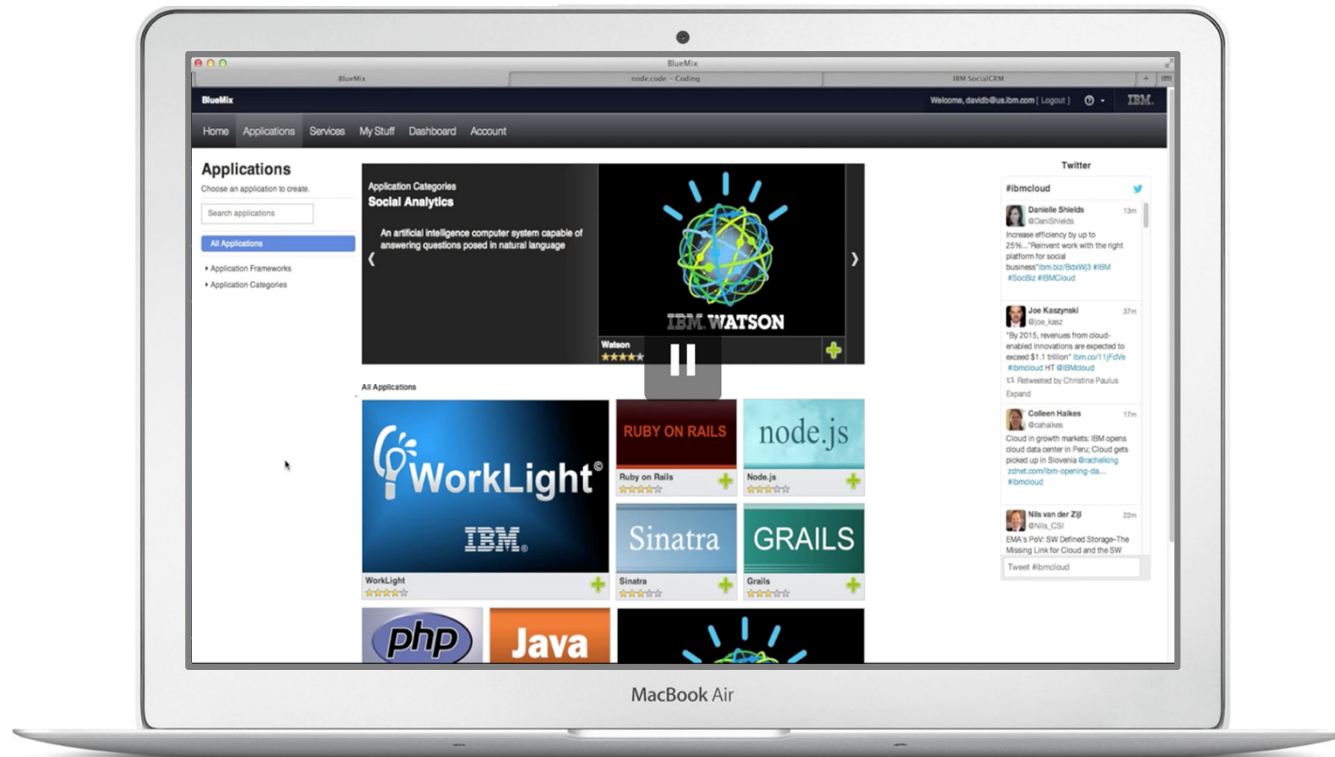 BlueMix
BlueMix
node.code - Coding
IBM SocialCRM
BlueMix
Welcome, davidb@us.ibm.com [ Logout ]
IBM.
Home Applications Services My Stuff Dashboard Account
Applications
Choose an application to create.
Search applications
All Applications
Application Frameworks
Application Categories
Application Categories
Social Analytics
An artificial intelligence computer system capable of
answering questions posed in natural language
IBM WATSON
Watson
All Applications
WorkLight©
IBM®
WorkLight
RUBY ON RAILS
Ruby on Rails
node.js
Node.js
Sinatra
Sinatra
GRAILS
Grails
php
Java
Twitter
#ibmcloud
Danielle Shields 13m
@DaniShields
Increase efficiency by up to
25%..."Reinvent work with the right
platform for social
business"ibm.biz/BdxWj3 #IBM
#SocBiz #IBMCloud
Joe Kaszynski 37m
@joe_kasz
"By 2015, revenues from cloud-
enabled innovations are expected to
exceed $1.1 trillion" ibm.co/11jFdVe
#ibmcloud HT @IBMcloud
Retweeted by Christine Paulus
Expand
Colleen Haikes 17m
@cahaikes
Cloud in growth markets: IBM opens
cloud data center in Peru; Cloud gets
picked up in Slovenia @rachelking
zdnet.com/ibm-opening-da...
#ibmcloud
Nils van der Zijl 22m
@Nils_CSI
EMA's PoV: SW Defined Storage-The
Missing Link for Cloud and the SW
Tweet #ibmcloud
MacBook Air